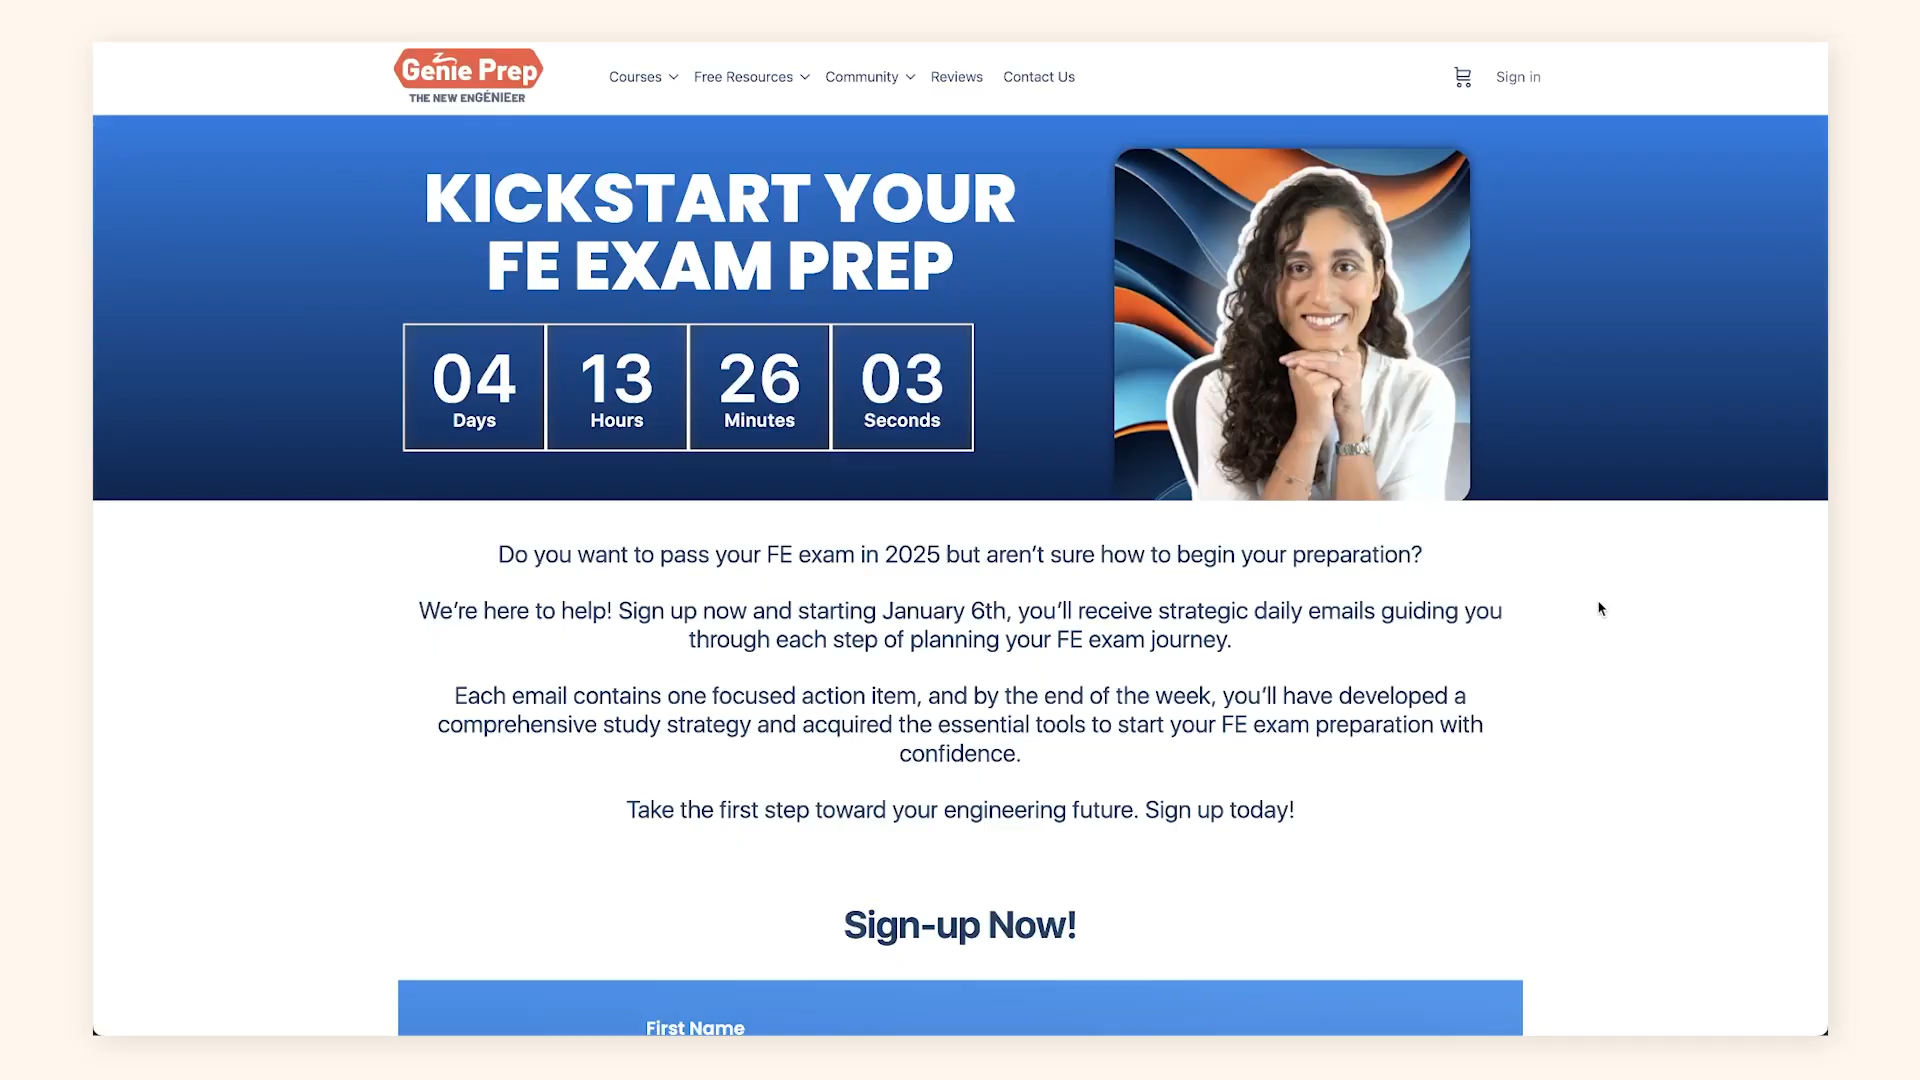 Genie Prep
THE NEW ENGÉNIEER
Courses
Free Resources
Community
Reviews
Contact Us
Sign in
KICKSTART YOUR
FE EXAM PREP
04
Days
13
Hours
26
Minutes
03
Seconds
Do you want to pass your FE exam in 2025 but aren’t sure how to begin your preparation?
We’re here to help! Sign up now and starting January 6th, you’ll receive strategic daily emails guiding you
through each step of planning your FE exam journey.
Each email contains one focused action item, and by the end of the week, you’ll have developed a
comprehensive study strategy and acquired the essential tools to start your FE exam preparation with
confidence.
Take the first step toward your engineering future. Sign up today!
Sign-up Now!
First Name